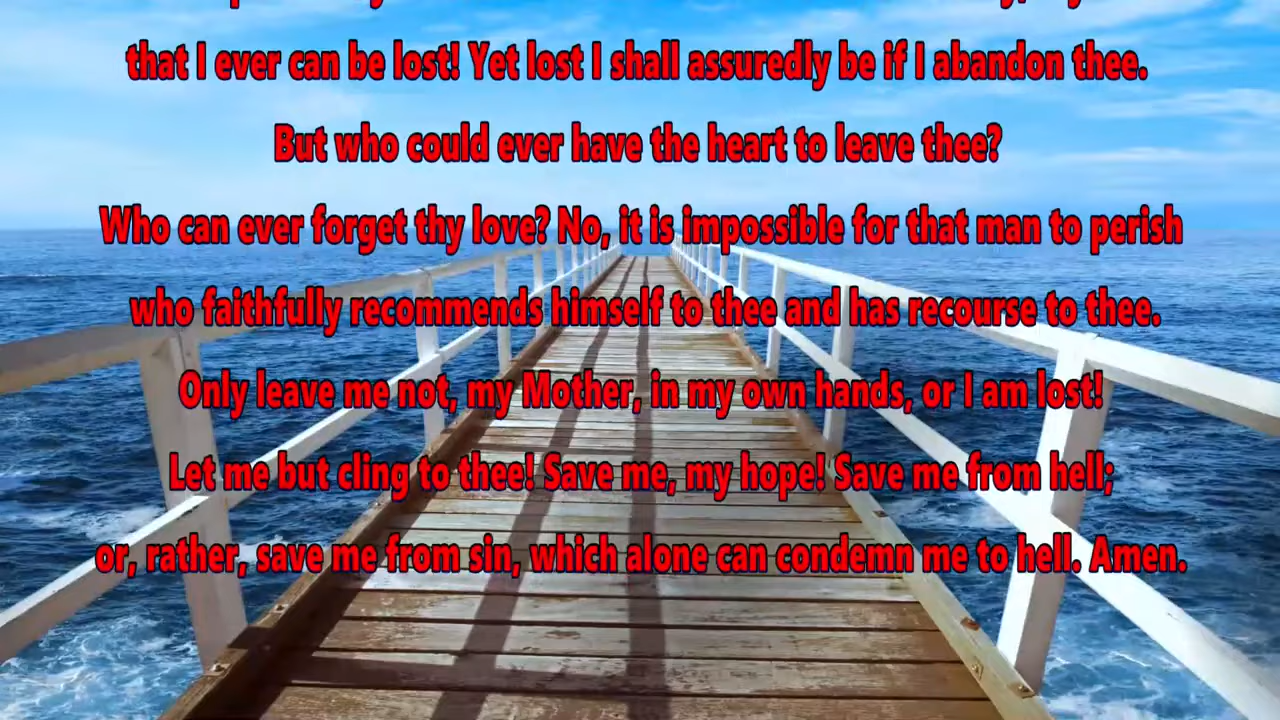 that I ever can be lost! Yet lost I shall assuredly be if I abandon thee.
But who could ever have the heart to leave thee?
Who can ever forget thy love? No, it is impossible for that man to perish
who faithfully recommends himself to thee and has recourse to thee.
Only leave me not, my Mother, in my own hands, or I am lost!
Let me but cling to thee! Save me, my hope! Save me from hell;
or, rather, save me from sin, which alone can condemn me to hell. Amen.